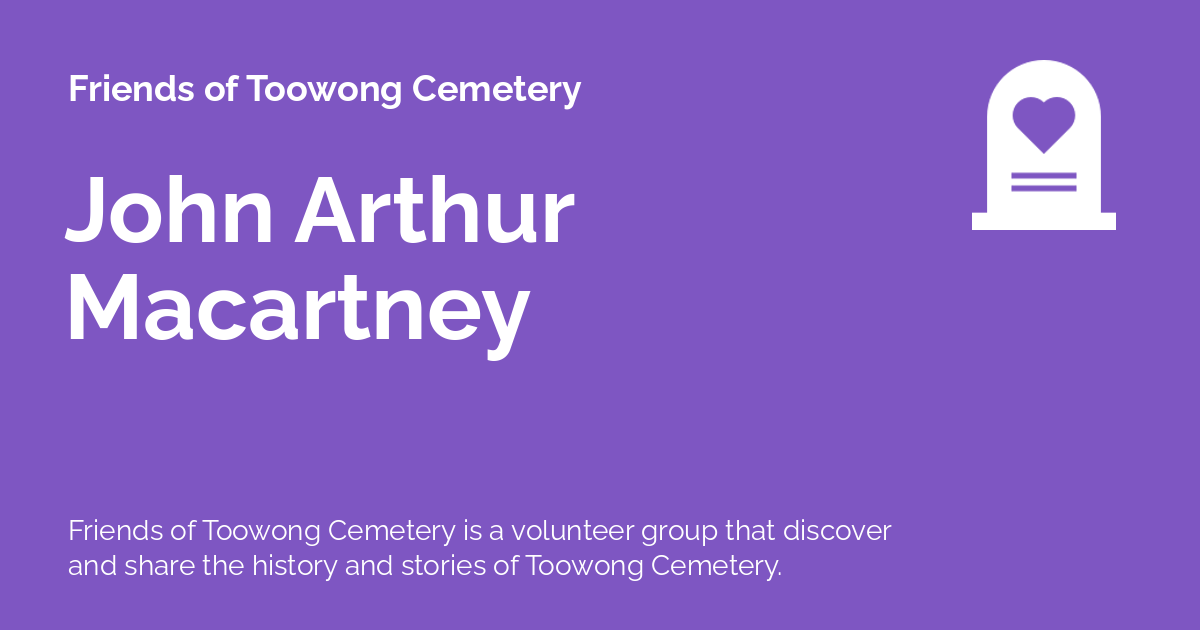 Friends of Toowong Cemetery
John Arthur
Macartney
Friends of Toowong Cemetery is a volunteer group that discover
and share the history and stories of Toowong Cemetery.